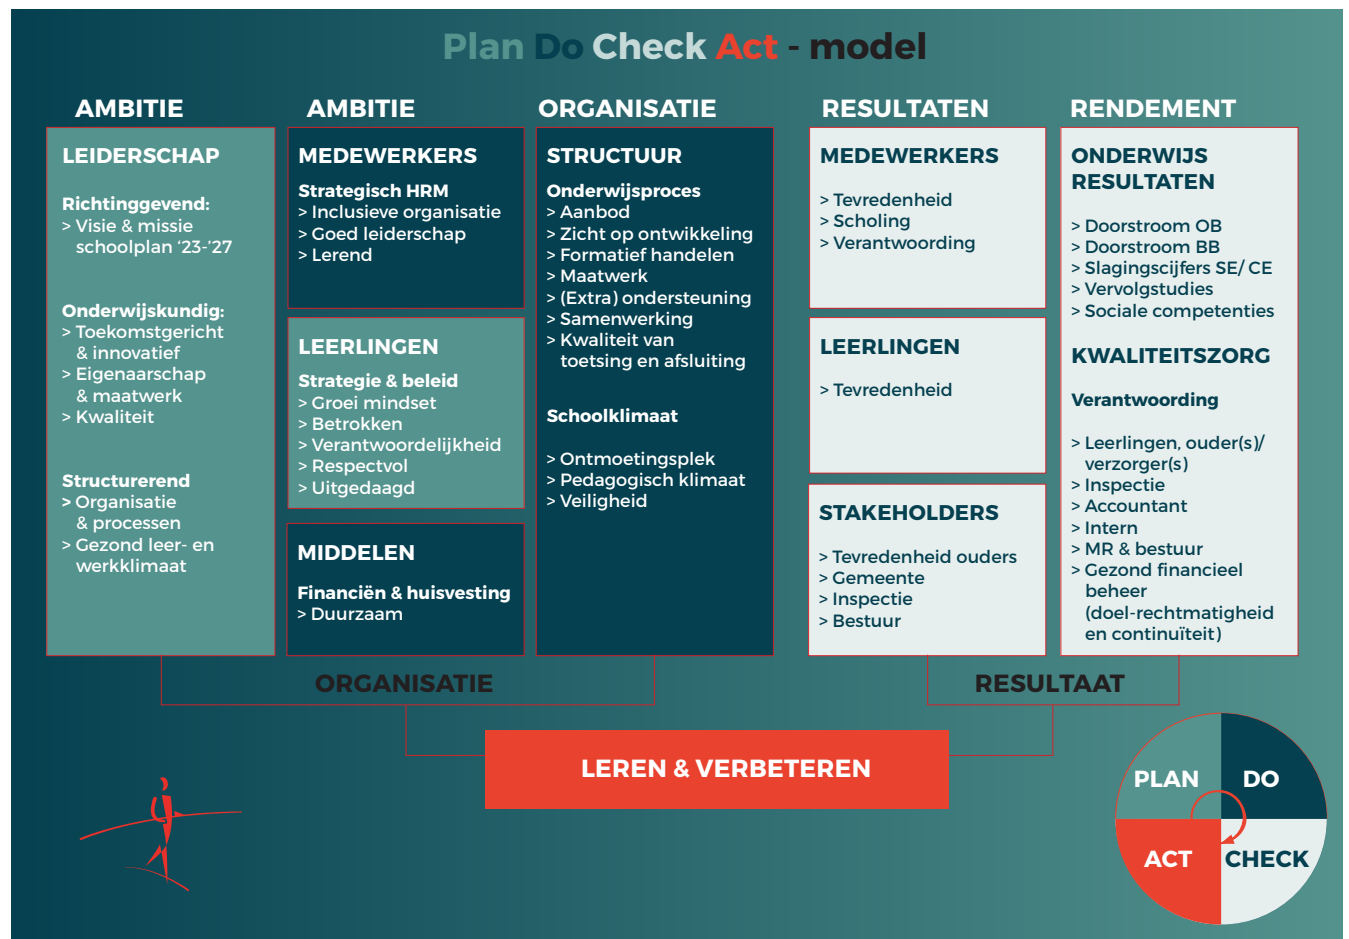 Plan Do Check Act - model
AMBITIE
LEIDERSCHAP
Richtinggevend:
> Visie & missie
schoolplan ‘23-’27
Onderwijskundig:
> Toekomstgericht
& innovatief
> Eigenaarschap
& maatwerk
> Kwaliteit
Structurerend
> Organisatie
& processen
> Gezond leer- en
werkklimaat
AMBITIE
MEDEWERKERS
Strategisch HRM
> Inclusieve organisatie
> Goed leiderschap
> Lerend
LEERLINGEN
Strategie & beleid
> Groei mindset
> Betrokken
> Verantwoordelijkheid
> Respectvol
> Uitgedaagd
MIDDELEN
Financiën & huisvesting
> Duurzaam
ORGANISATIE
STRUCTUUR
Onderwijsproces
> Aanbod
> Zicht op ontwikkeling
> Formatief handelen
> Maatwerk
> (Extra) ondersteuning
> Samenwerking
> Kwaliteit van
toetsing en afsluiting
Schoolklimaat
> Ontmoetingsplek
> Pedagogisch klimaat
> Veiligheid
RESULTATEN
MEDEWERKERS
> Tevredenheid
> Scholing
> Verantwoording
LEERLINGEN
> Tevredenheid
STAKEHOLDERS
> Tevredenheid ouders
> Gemeente
> Inspectie
> Bestuur
RENDEMENT
ONDERWIJS
RESULTATEN
> Doorstroom OB
> Doorstroom BB
> Slagingscijfers SE/ CE
> Vervolgstudies
> Sociale competenties
KWALITEITSZORG
Verantwoording
> Leerlingen, ouder(s)/
verzorger(s)
> Inspectie
> Accountant
> Intern
> MR & bestuur
> Gezond financieel
beheer
(doel-rechtmatigheid
en continuïteit)
ORGANISATIE
RESULTAAT
LEREN & VERBETEREN
PLAN
DO
ACT
CHECK